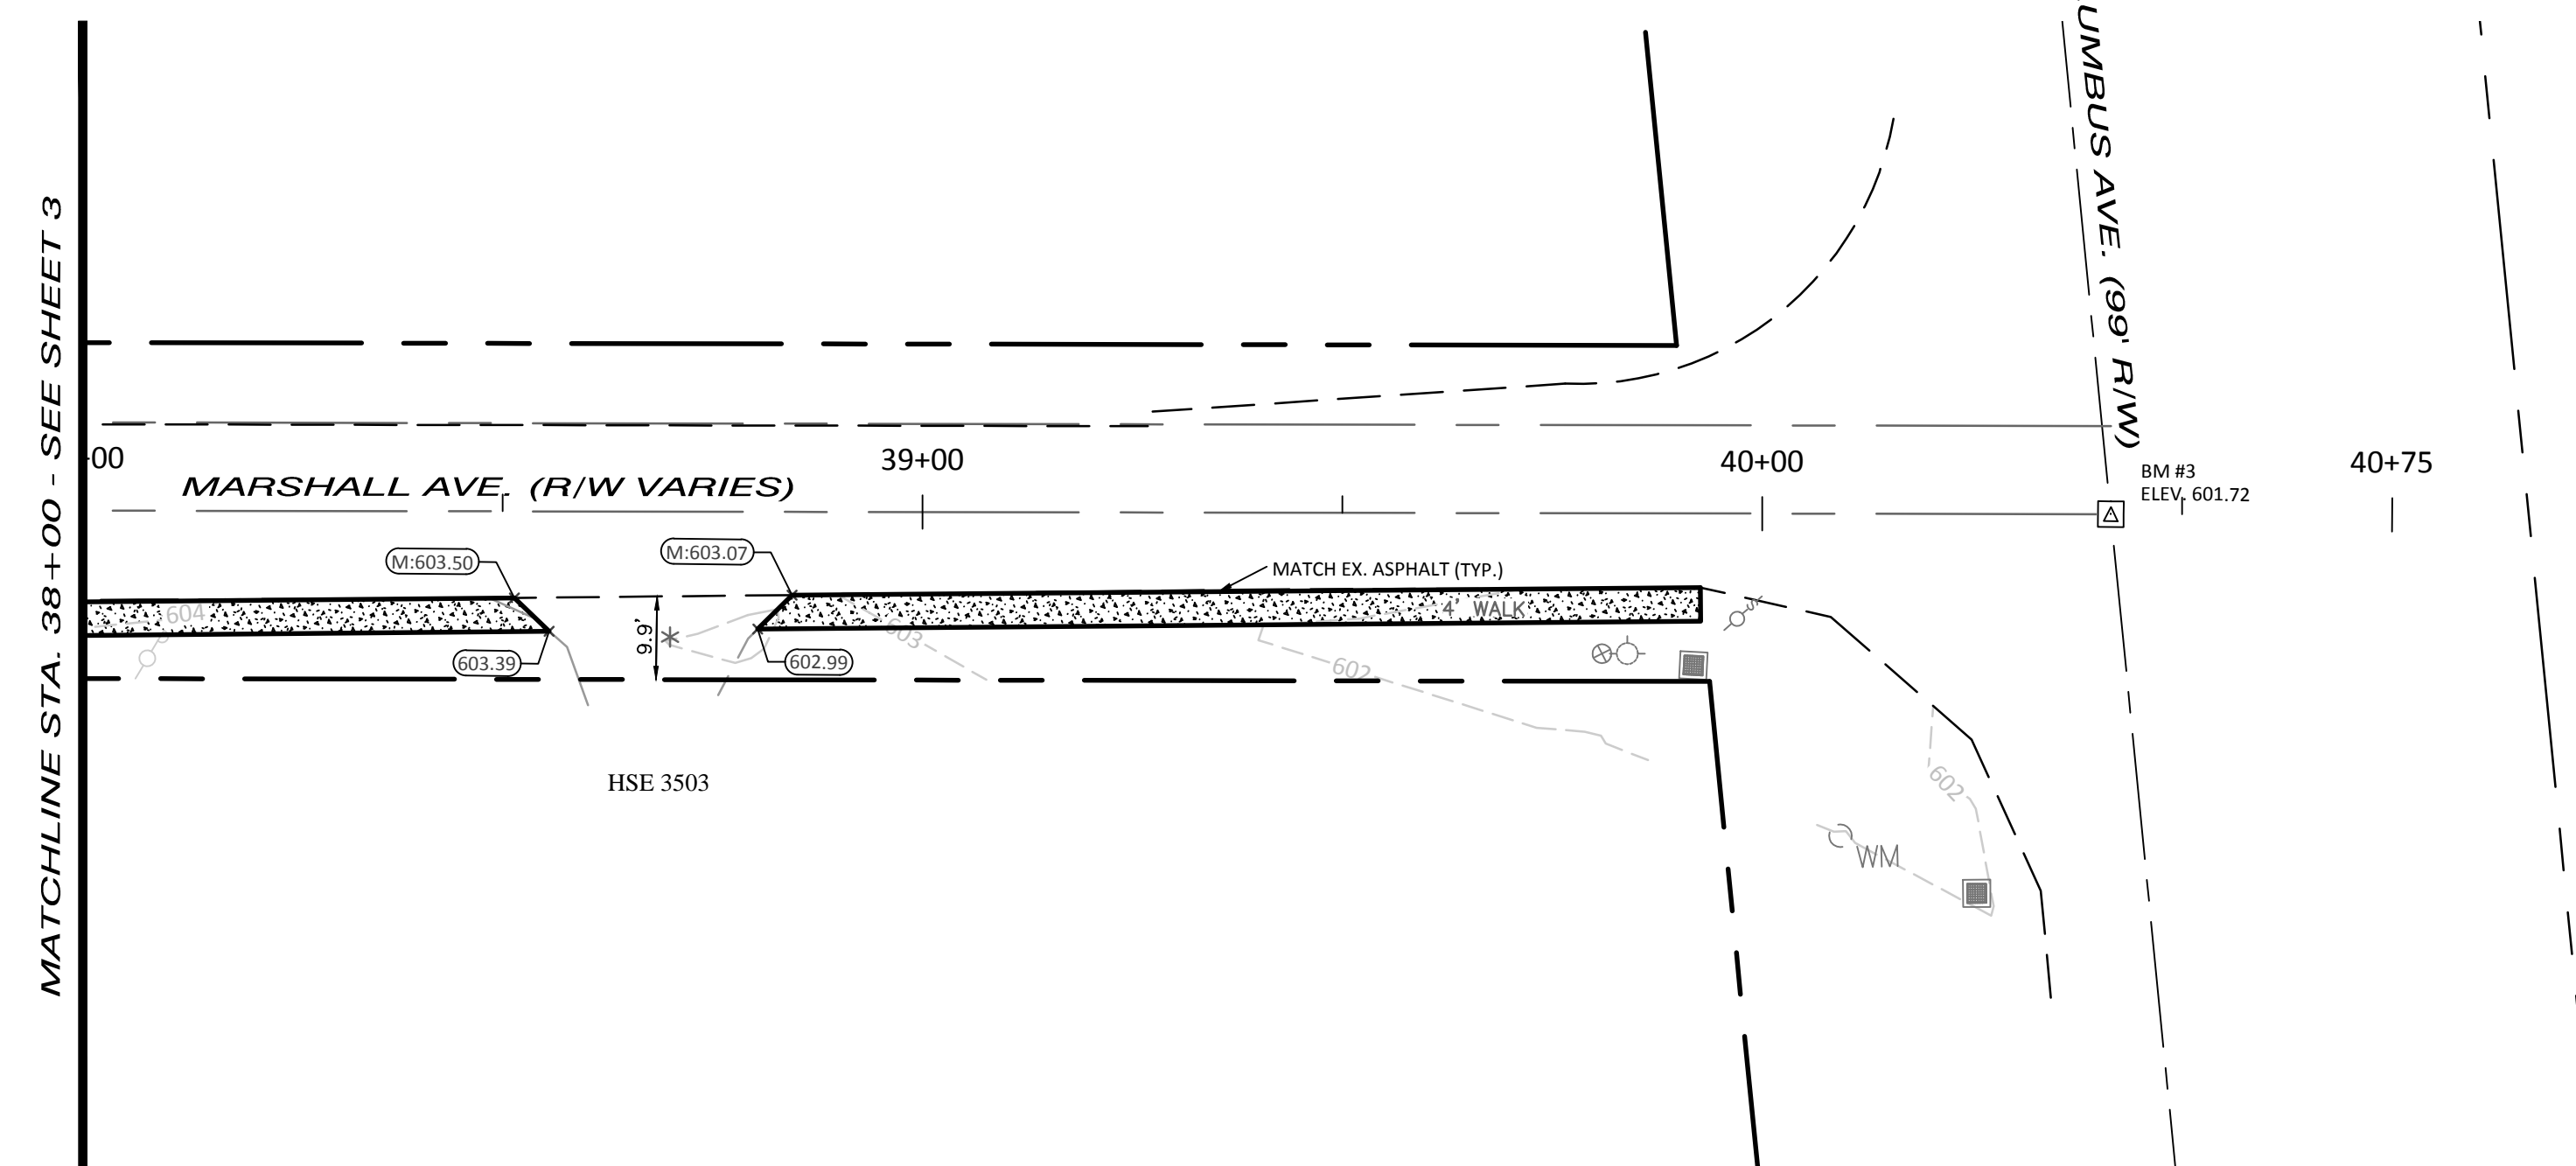 MATCHLINE STA. 38+00 - SEE SHEET 3
UMBUS AVE. (99' R/W)
+00
39+00
40+00
40+75
MARSHALL AVE. (R/W VARIES)
BM #3
ELEV. 601.72
M:603.50
M:603.07
MATCH EX. ASPHALT (TYP.)
604
4' WALK
9.9'
603
603.39
602.99
602
S
HSE 3503
602
WM